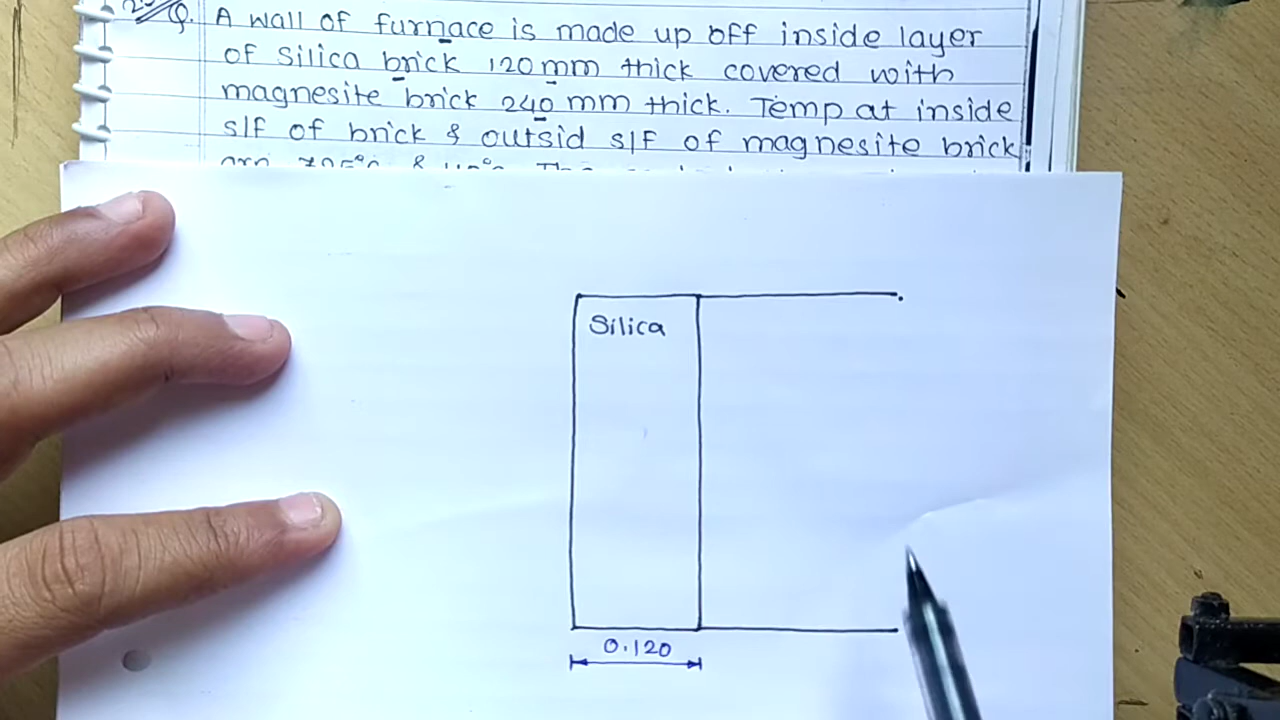 Q. A wall of furnace is made up off inside layer
of silica brick 120 mm thick covered with
magnesite brick 240 mm thick. Temp at inside
s/f of brick & outsid s/f of magnesite brick
Silica
0.120